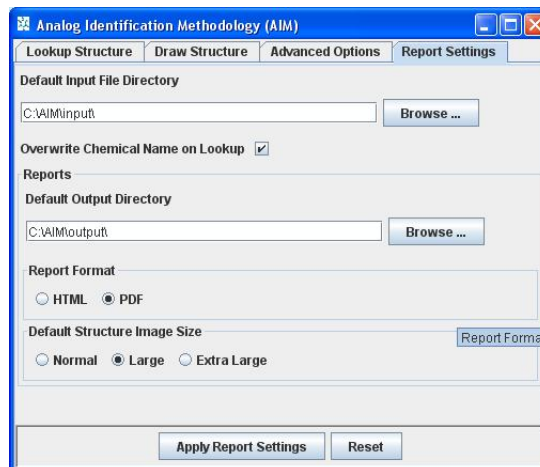 Analog Identification Methodology (AIM)
Lookup Structure Draw Structure Advanced Options Report Settings
Default Input File Directory
C:\AIM\input\ Browse ...
Overwrite Chemical Name on Lookup
Reports
Default Output Directory
C:\AIM\output\ Browse ...
Report Format
HTML PDF
Default Structure Image Size
Report Forma
Normal Large Extra Large
Apply Report Settings Reset